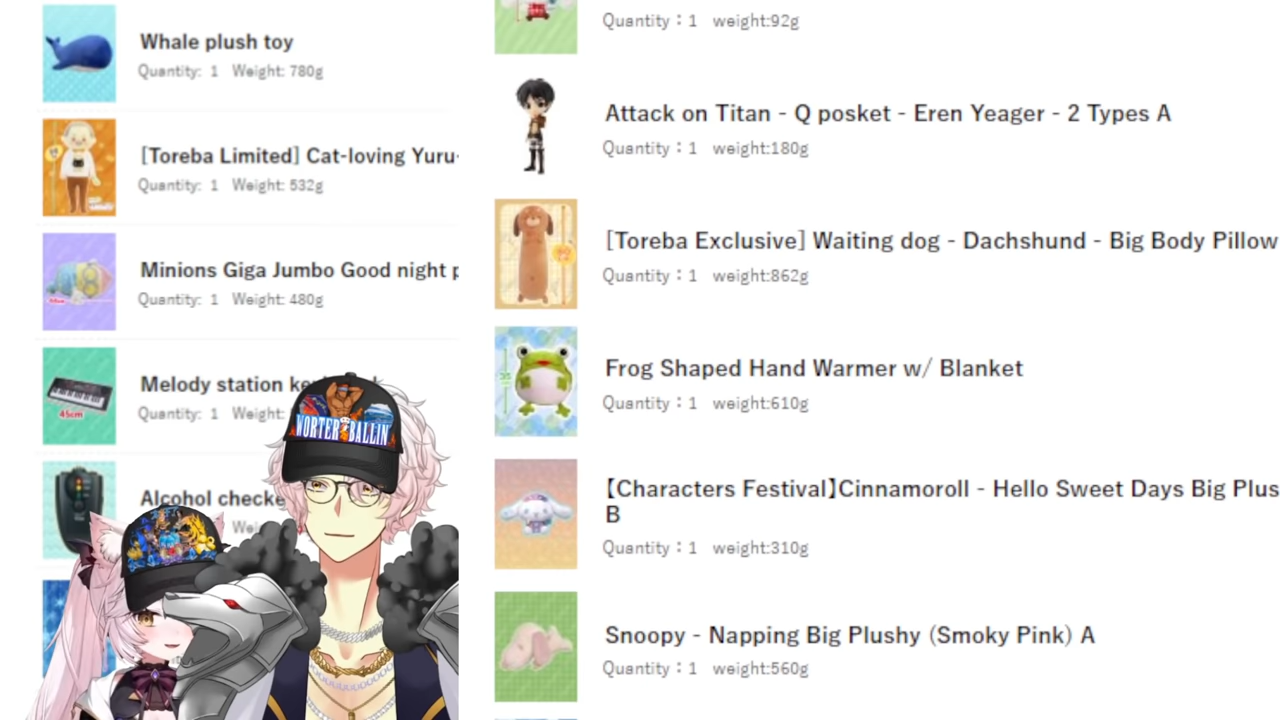 Whale plush toy
Quantity: 1 Weight: 780g
[Toreba Limited] Cat-loving Yuru-
Quantity: 1 Weight: 532g
Minions Giga Jumbo Good night p
Quantity: 1 Weight: 480g
Melody station
Quantity: 1 Weight:
45cm
Alcohol checke
WORTER BALLIN
Quantity：1 weight:92g
Attack on Titan - Q posket - Eren Yeager - 2 Types A
Quantity：1 weight:180g
[Toreba Exclusive] Waiting dog - Dachshund - Big Body Pillow
Quantity：1 weight:862g
Frog Shaped Hand Warmer w/ Blanket
Quantity：1 weight:610g
【Characters Festival】Cinnamoroll - Hello Sweet Days Big Plus
B
Quantity：1 weight:310g
Snoopy - Napping Big Plushy (Smoky Pink) A
Quantity：1 weight:560g